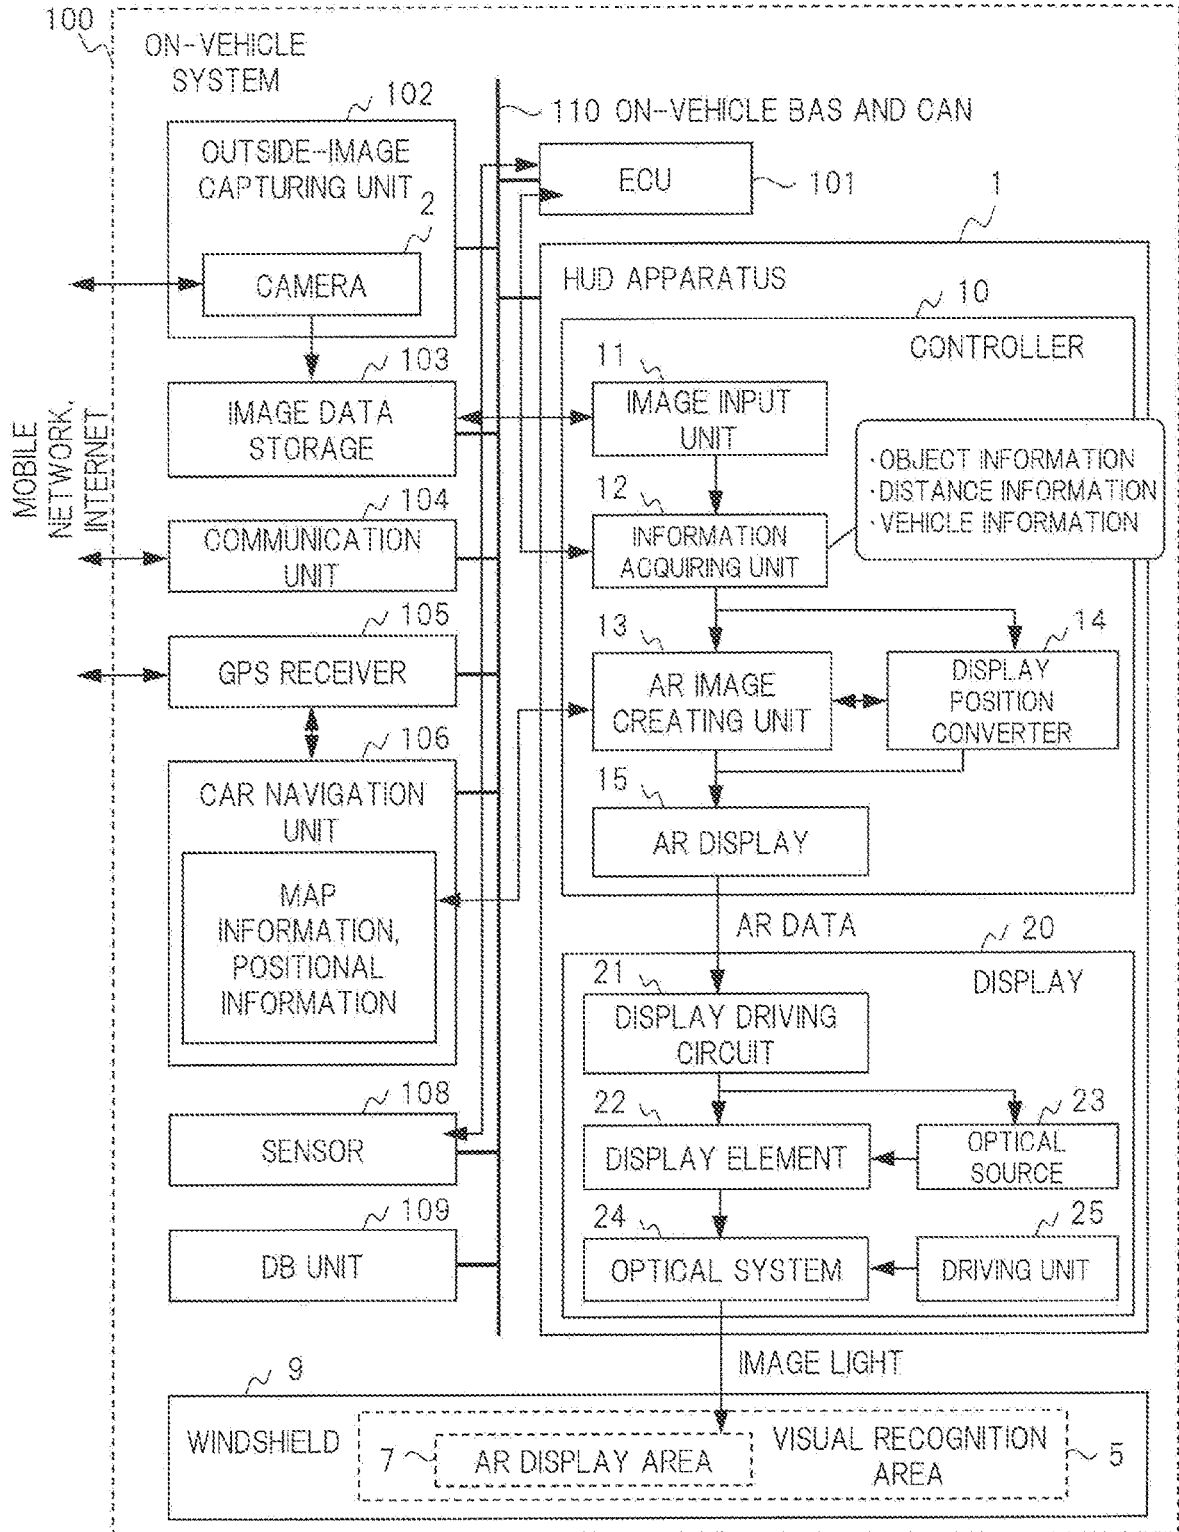 100
ON-VEHICLE
SYSTEM
102
OUTSIDE-IMAGE
CAPTURING UNIT
2
CAMERA
110 ON-VEHICLE BAS AND CAN
ECU
101
1
HUD APPARATUS
10
CONTROLLER
MOBILE
NETWORK,
INTERNET
103
IMAGE DATA
STORAGE
11
IMAGE INPUT
UNIT
·OBJECT INFORMATION
·DISTANCE INFORMATION
·VEHICLE INFORMATION
104
COMMUNICATION
UNIT
12
INFORMATION
ACQUIRING UNIT
105
GPS RECEIVER
13
AR IMAGE
CREATING UNIT
14
DISPLAY
POSITION
CONVERTER
106
CAR NAVIGATION
UNIT
MAP
INFORMATION,
POSITIONAL
INFORMATION
15
AR DISPLAY
AR DATA
20
DISPLAY
21
DISPLAY DRIVING
CIRCUIT
108
SENSOR
22
DISPLAY ELEMENT
23
OPTICAL
SOURCE
109
DB UNIT
24
OPTICAL SYSTEM
25
DRIVING UNIT
IMAGE LIGHT
9
WINDSHIELD
7
AR DISPLAY AREA
VISUAL RECOGNITION
AREA
5